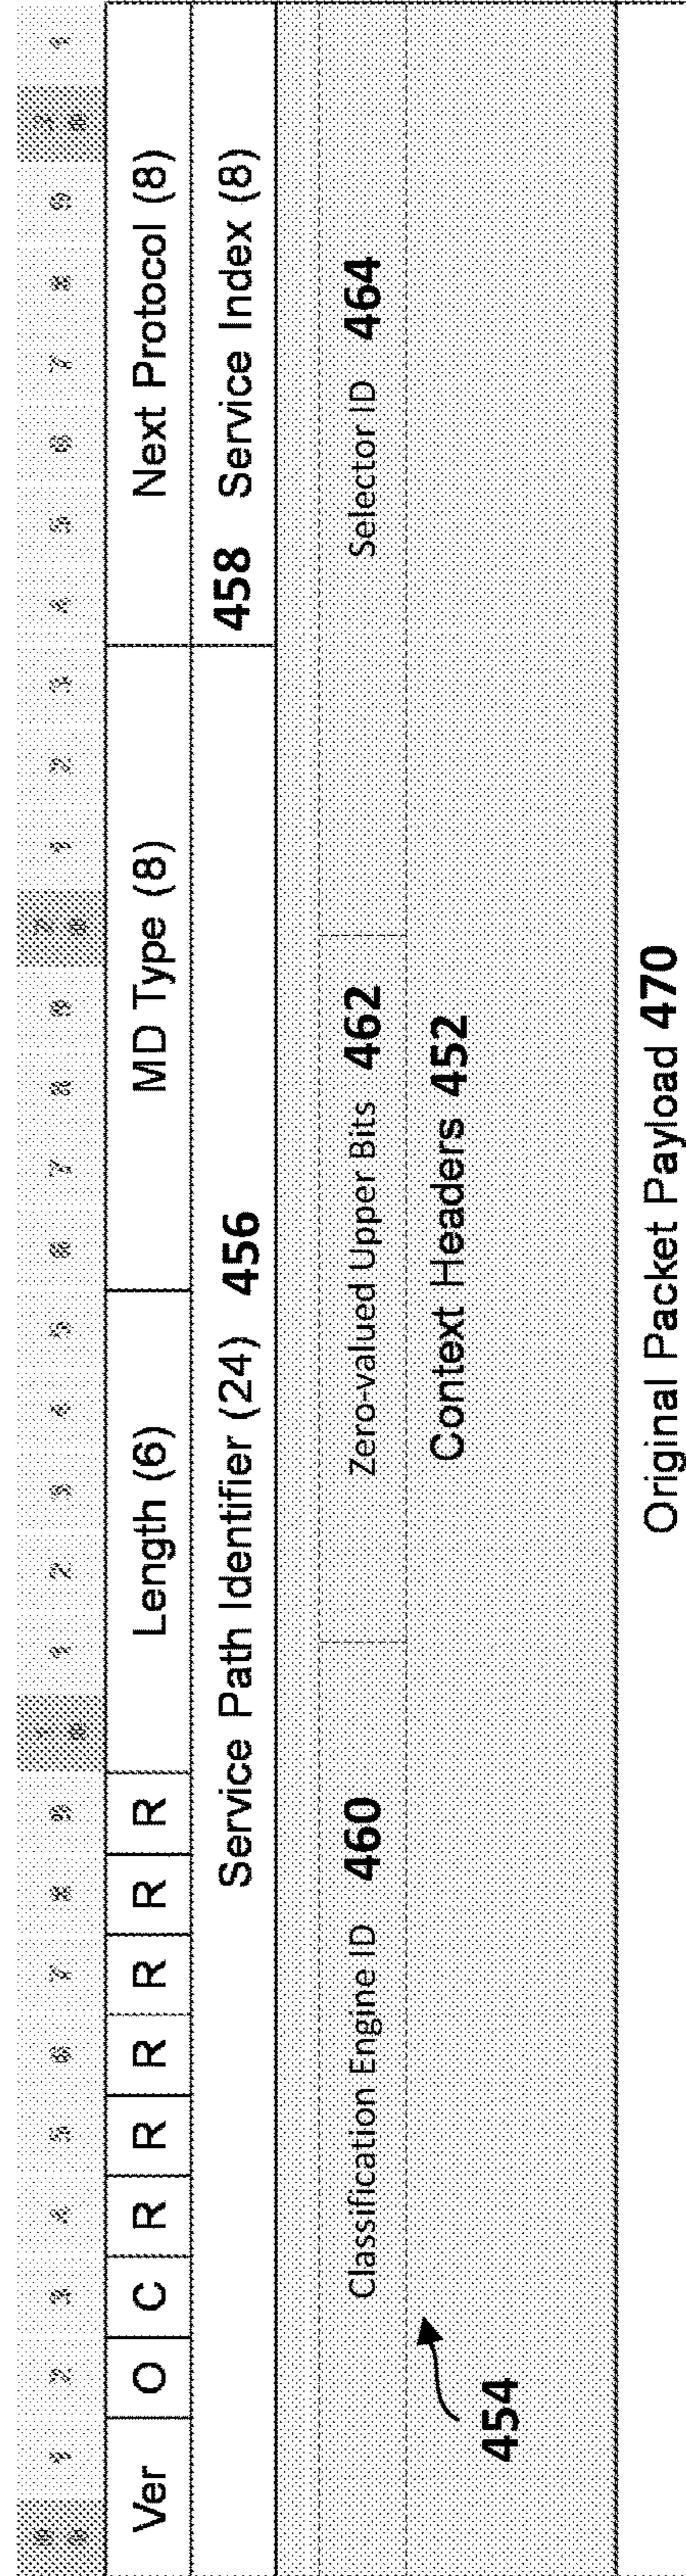 Ver O C R R R R R R Length (6) MD Type (8) Next Protocol (8)
Service Path Identifier (24) 456 458 Service Index (8)
Classification Engine ID 460 Zero-valued Upper Bits 462 Selector ID 464
Context Headers 452
454
Original Packet Payload 470